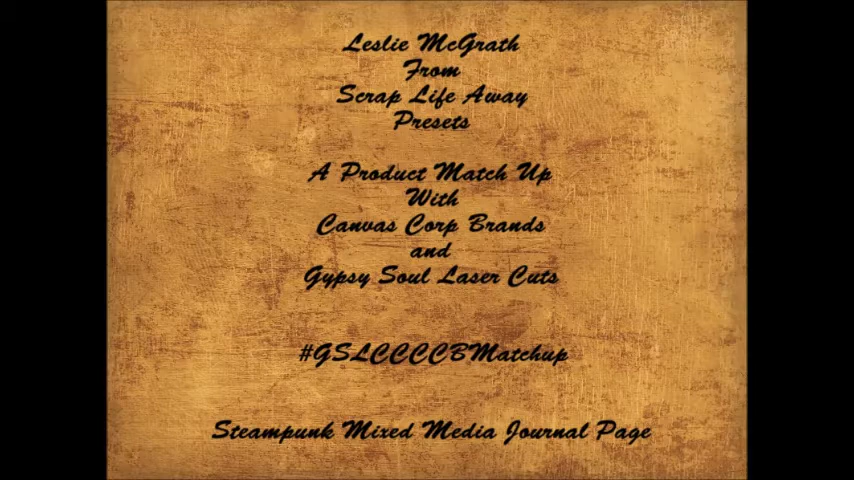 Leslie McGrath
From
Scrap Life Away
Presets
A Product Match Up
With
Canvas Corp Brands
and
Gypsy Soul Laser Cuts
#GSLCCCCBMatchup
Steampunk Mixed Media Journal Page